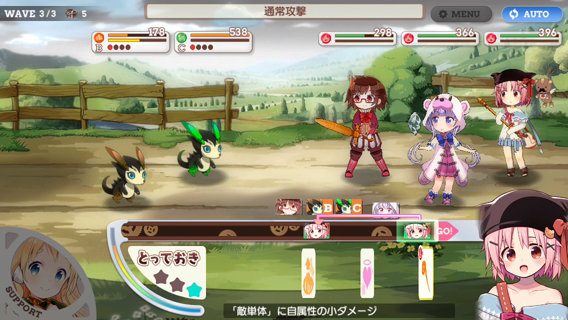 WAVE 3/3 5
通常攻撃
MENU
AUTO
178
B
538
C
298
366
396
B C
GO!
とっておき
SUPPORT
「敵単体」に自属性の小ダメージ